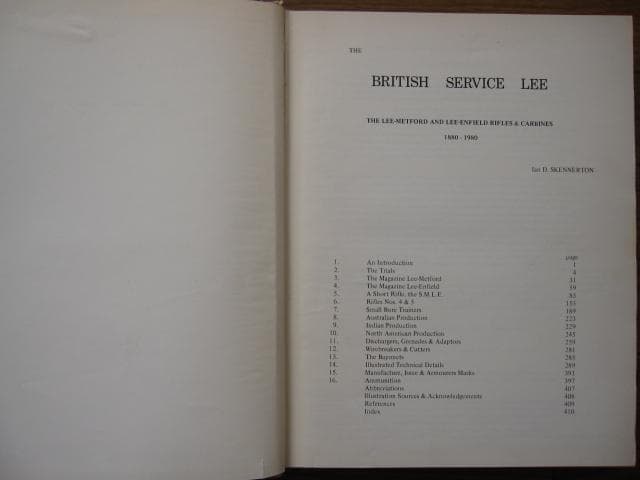 THE
BRITISH SERVICE LEE
THE LEE-METFORD AND LEE-ENFIELD RIFLES & CARBINES
1880 - 1980
Ian D. SKENNERTON
page
1. An Introduction 1
2. The Trials 4
3. The Magazine Lee-Metford 31
4. The Magazine Lee-Enfield 59
5. A Short Rifle, the S.M.L.E. 83
6. Rifles Nos. 4 & 5 133
7. Small Bore Trainers 169
8. Australian Production 223
9. Indian Production 229
10. North American Production 245
11. Dischargers, Grenades & Adaptors 259
12. Wirebreakers & Cutters 281
13. The Bayonets 285
14. Illustrated Technical Details 289
15. Manufacture, Issue & Armourers Marks 393
16. Ammunition 397
Abbreviations 407
Illustration Sources & Acknowledgements 408
References 409
Index 410